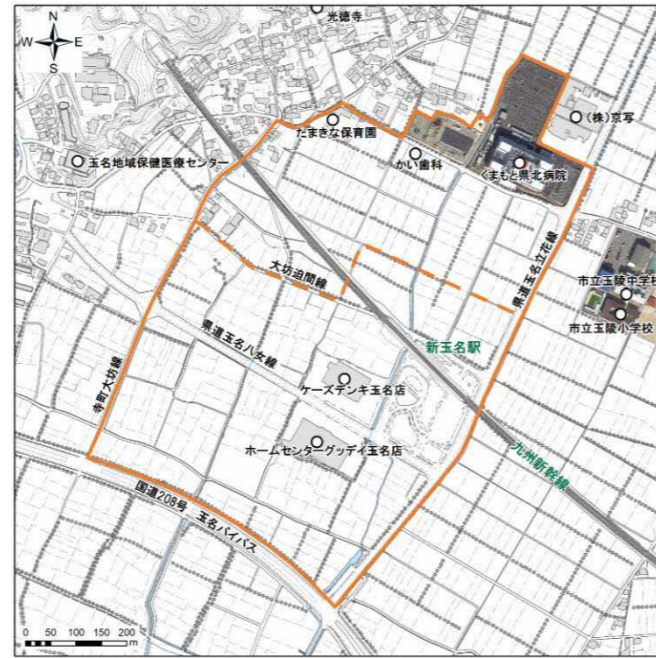 N
W E
S
光徳寺
(株)京写
だまきな保育園
かい歯科
くまもと県北病院
玉名地域保健医療センター
県道玉名立花線
大坊迫間線
市立玉陵中学校
市立玉陵小学校
県道玉名八女線
新玉名駅
寺町大坊線
ケーズデンキ玉名店
九州新幹線
ホームセンターグッデイ玉名店
国道208号 玉名バイパス
0 50 100 150 200
m